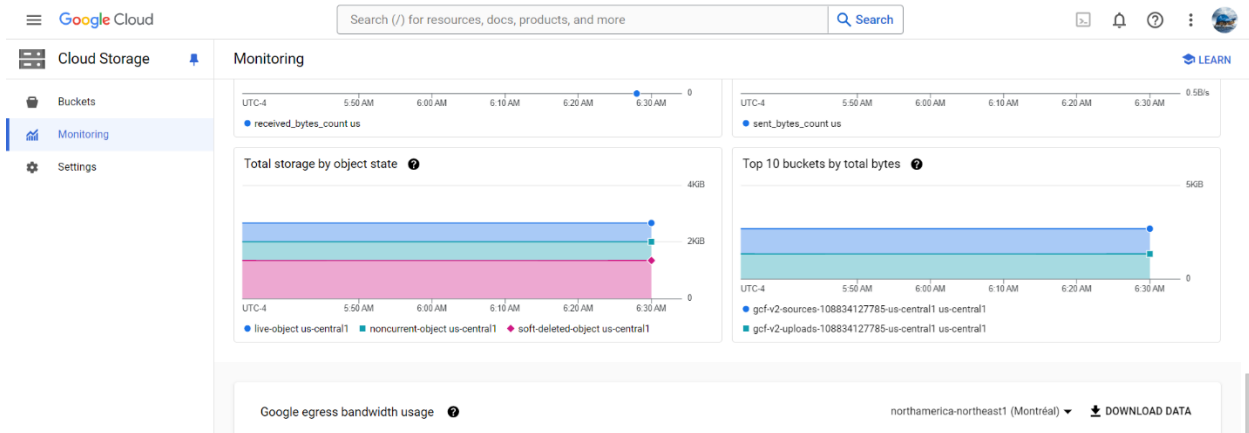 Google Cloud
Search (/) for resources, docs, products, and more
Search
Cloud Storage
Monitoring
LEARN
Buckets
Monitoring
Settings
0
UTC-4 5:50 AM 6:00 AM 6:10 AM 6:20 AM 6:30 AM
received_bytes_count us
0.5B/s
UTC-4 5:50 AM 6:00 AM 6:10 AM 6:20 AM 6:30 AM
sent_bytes_count us
Total storage by object state
4KiB
2KiB
0
UTC-4 5:50 AM 6:00 AM 6:10 AM 6:20 AM 6:30 AM
live-object us-central1 noncurrent-object us-central1 soft-deleted-object us-central1
Top 10 buckets by total bytes
5KiB
0
UTC-4 5:50 AM 6:00 AM 6:10 AM 6:20 AM 6:30 AM
gcf-v2-sources-108834127785-us-central1 us-central1
gcf-v2-uploads-108834127785-us-central1 us-central1
Google egress bandwidth usage
northamerica-northeast1 (Montréal) DOWNLOAD DATA